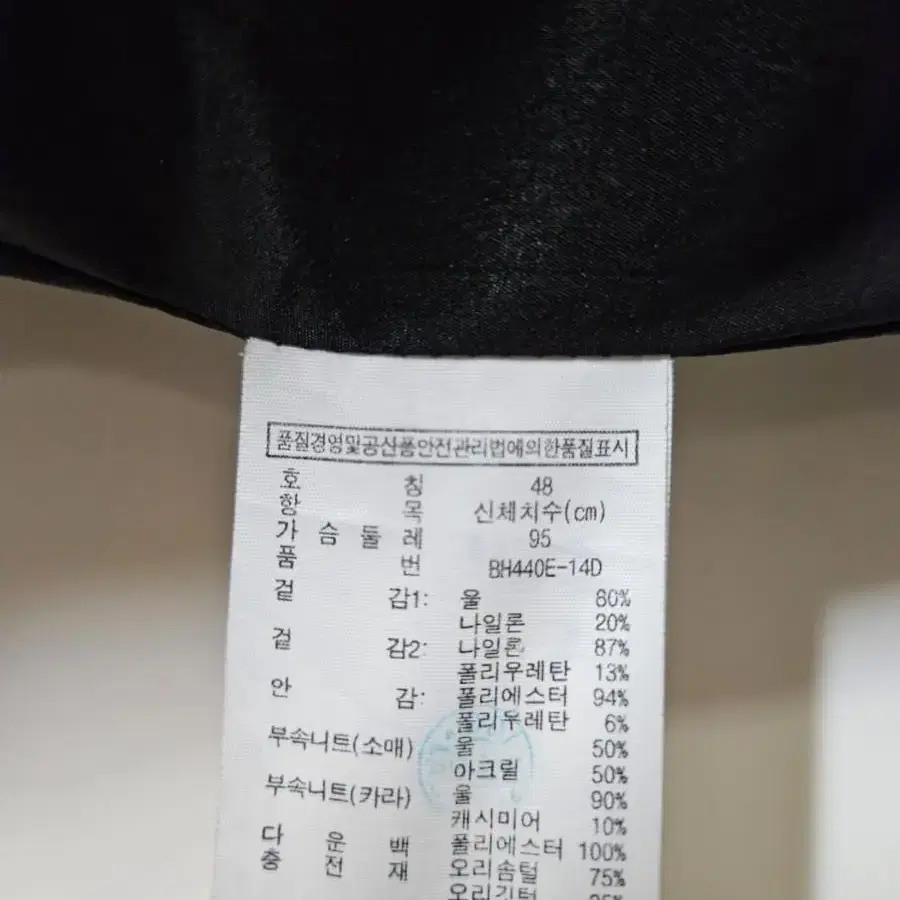 품질경영및공산품안전관리법에의한품질표시
호 칭 48
항 목 신체치수(cm)
가 슴 둘 레 95
품 번 BH440E-14D
겉 감1: 울 80%
나일론 20%
겉 감2: 나일론 87%
폴리우레탄 13%
안 감: 폴리에스터 94%
폴리우레탄 6%
부속니트(소매) 울 50%
아크릴 50%
부속니트(카라) 울 90%
캐시미어 10%
다 운 백 폴리에스터 100%
충 전 재 오리솜털 75%
오리깃털 25%